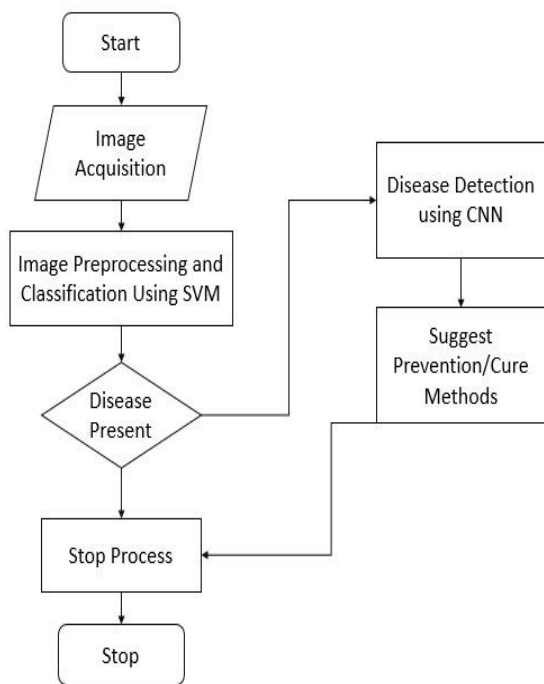 Start
Image
Acquisition
Image Preprocessing and
Classification Using SVM
Disease
Present
Disease Detection
using CNN
Suggest
Prevention/Cure
Methods
Stop Process
Stop